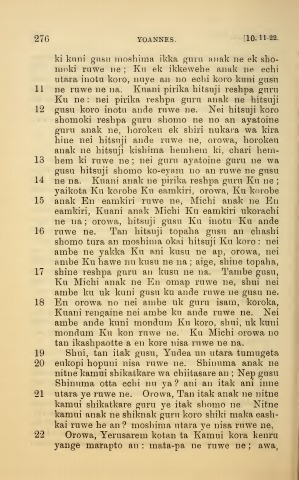 276 YOANNES. [10. 11-22.
ki kuni gusu moshima ikka guru anak ne ek sho-
moki ruwe ne; Ku ek ikkewehe anak ne echi
utara inotu koro, nuye an no echi koro kuni gusu
11 ne ruwe ne na. Kuani pirika hitsuji reshpa guru
Ku ne: nei pirika reshpa guru anak ne hitsuji
12 gusu koro inotu ande ruwe ne. Nei hitsuji koro
shomoki reshpa guru shomo ne no an ayatoine
guru anak ne, horokeu ek shiri nukara wa kira
hine nei hitsuji ande ruwe ne, orowa, horokeu
anak ne hitsuji kishima hemhem ki, chari hem-
13 hem ki ruwe ne; nei guru ayatoine guru ne wa
gusu hitsuji shomo ko-eyam no an ruwe ne gusu
14 ne na. Kuani anak ne pirika reshpa guru Ku ne;
yaikota Ku korobe Ku eamkiri, orowa, Ku korobe
15 anak En eamkiri ruwe ne, Michi anak ne En
eamkiri, Kuani anak Michi Ku eamkiri ukorachi
ne na; orowa, hitsuji gusu Ku inotu Ku ande
16 ruwe ne. Tan hitsuji topaha gusu an chashi
shomo tura an moshima okai hitsuji Ku koro: nei
ambe ne yakka Ku ani kusu ne ap, orowa, nei
ambe Ku hawe nu kusu ne na; aige, shine topaha,
17 shine reshpa guru an kusu ne na. Tambe gusu,
Ku Michi anak ne En omap ruwe ne, shui nei
ambe ku uk kuni gusu ku ande ruwe ne gusu ne.
18 En orowa no nei ambe uk guru isam, koroka,
Kuani rengaine nei ambe ku ande ruwe ne. Nei
ambe ande kuni mondum Ku koro, shui, uk kuni
mondum Ku kon ruwe ne. Ku Michi orowa no
tan ikashpaotte a en kore nisa ruwe ne na.
19 Shui, tan itak gusu, Yudea un utara tumugeta
20 eukopi hopuni nisa ruwe ne. Shinuma anak ne
nitne kamui shikatkare wa chiitasare an; Nep gusu
Shinuma otta echi nu ya? ani an itak ani inne
21 utara ye ruwe ne. Orowa, Tan itak anak ne nitne
kamui shikatkare guru ye itak shomo ne. Nitne
kamui anak ne shiknak guru koro shiki maka eash-
kai ruwe he an? moshima utara ye nisa ruwe ne,
22 Orowa, Yerusarem kotan ta Kamui kora kenru
yange marapto an: mata-pa ne ruwe ne; awa,